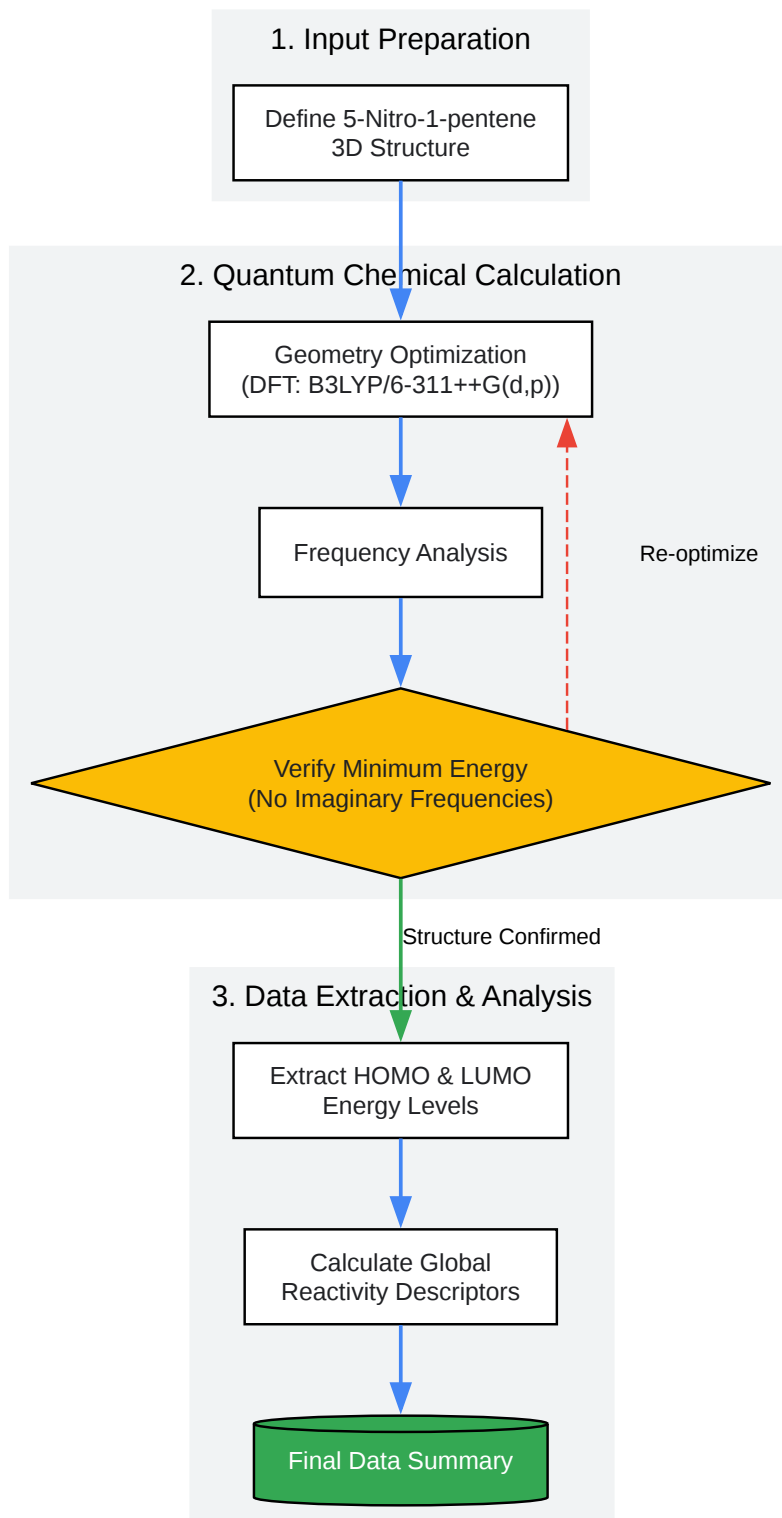 1. Input Preparation
Define 5-Nitro-1-pentene
3D Structure
2. Quantum Chemical Calculation
Geometry Optimization
(DFT: B3LYP/6-311++G(d,p))
Frequency Analysis
Re-optimize
Verify Minimum Energy
(No Imaginary Frequencies)
Structure Confirmed
3. Data Extraction & Analysis
Extract HOMO & LUMO
Energy Levels
Calculate Global
Reactivity Descriptors
Final Data Summary